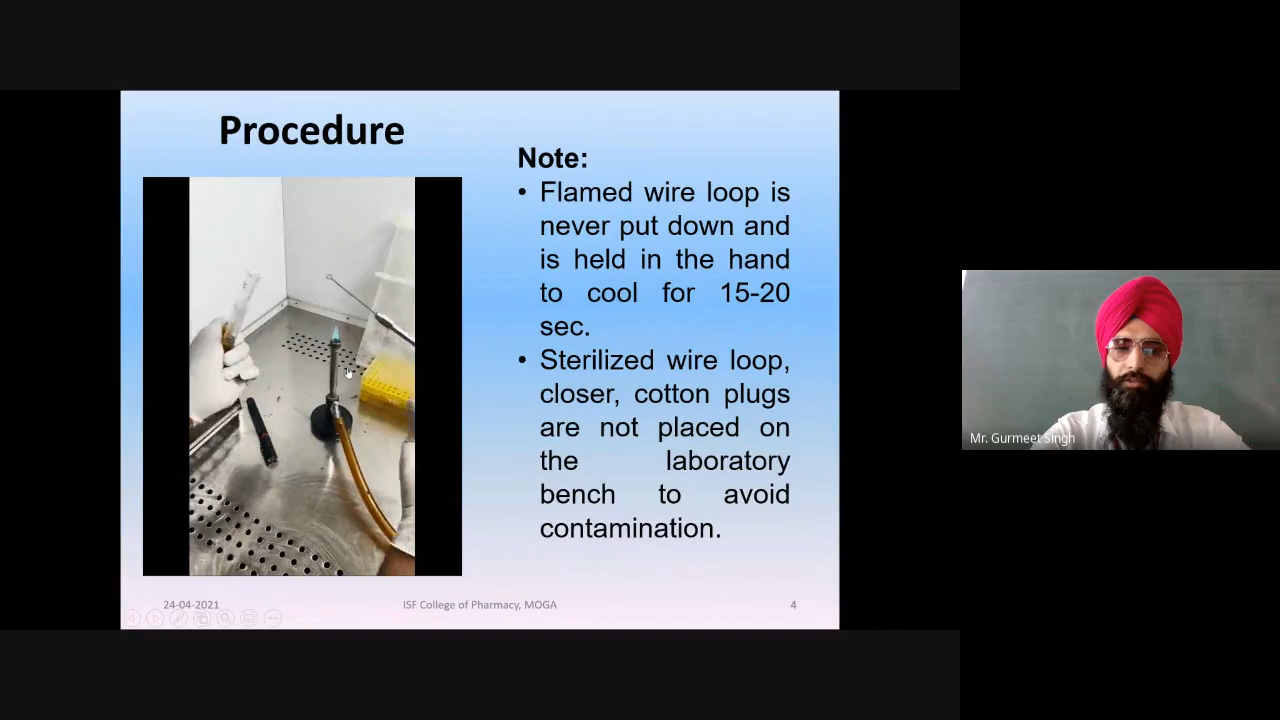 Procedure
Note:
• Flamed wire loop is
never put down and
is held in the hand
to cool for 15-20
sec.
• Sterilized wire loop,
closer, cotton plugs
are not placed on
the laboratory
bench to avoid
contamination.
24-04-2021
ISF College of Pharmacy, MOGA
4
Mr. Gurmeet Singh